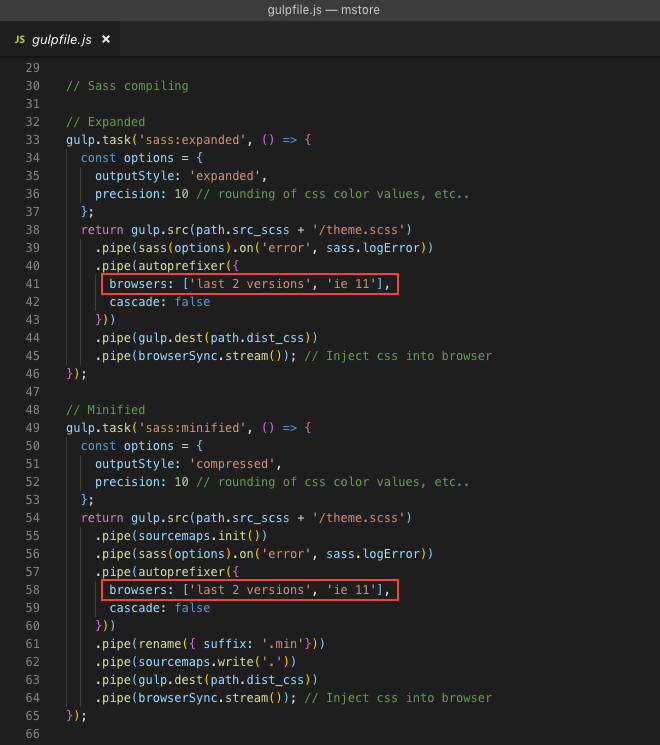 gulpfile.js — mstore
JS gulpfile.js ×
29
30 // Sass compiling
31
32 // Expanded
33 gulp.task('sass:expanded', () => {
34 const options = {
35 outputStyle: 'expanded',
36 precision: 10 // rounding of css color values, etc..
37 };
38 return gulp.src(path.src_scss + '/theme.scss')
39 .pipe(sass(options).on('error', sass.logError))
40 .pipe(autoprefixer({
41 browsers: ['last 2 versions', 'ie 11'],
42 cascade: false
43 }))
44 .pipe(gulp.dest(path.dist_css))
45 .pipe(browserSync.stream()); // Inject css into browser
46 });
47
48 // Minified
49 gulp.task('sass:minified', () => {
50 const options = {
51 outputStyle: 'compressed',
52 precision: 10 // rounding of css color values, etc..
53 };
54 return gulp.src(path.src_scss + '/theme.scss')
55 .pipe(sourcemaps.init())
56 .pipe(sass(options).on('error', sass.logError))
57 .pipe(autoprefixer({
58 browsers: ['last 2 versions', 'ie 11'],
59 cascade: false
60 }))
61 .pipe(rename({ suffix: '.min'}))
62 .pipe(sourcemaps.write('.'))
63 .pipe(gulp.dest(path.dist_css))
64 .pipe(browserSync.stream()); // Inject css into browser
65 });
66